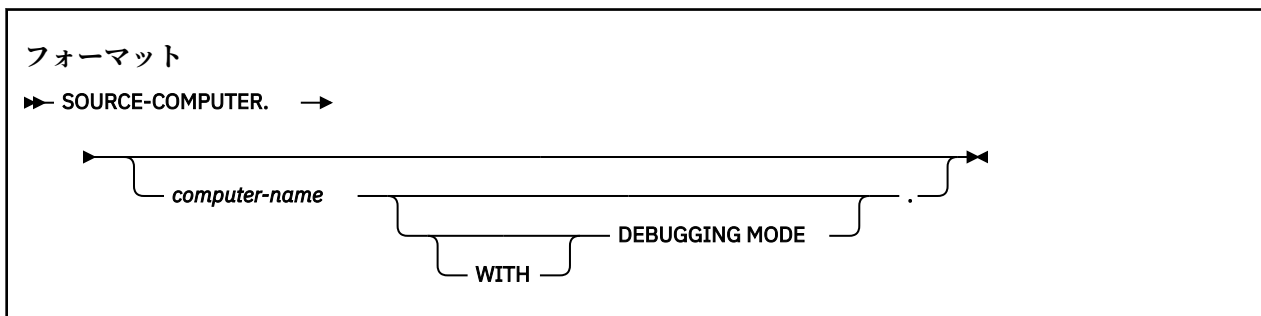 フォーマット
SOURCE-COMPUTER.
computer-name
.
DEBUGGING MODE
WITH